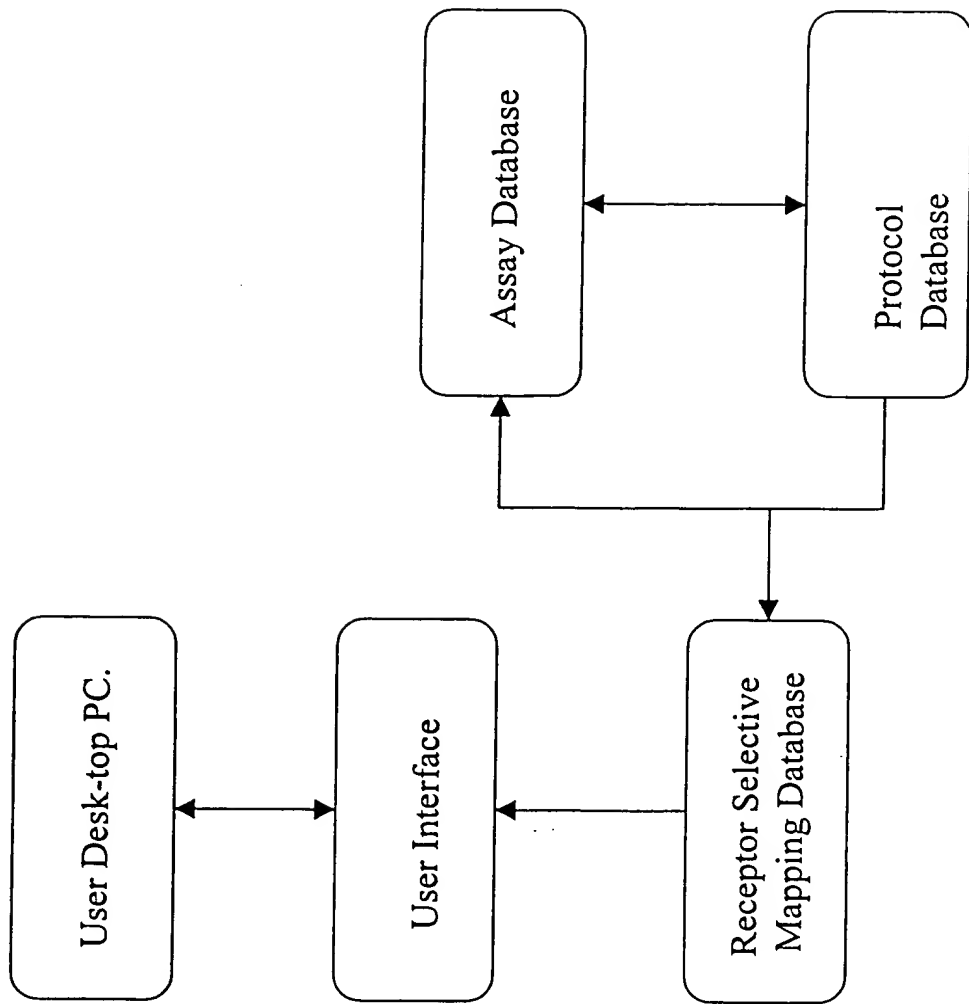 User Desk-top PC.
User Interface
Receptor Selective
Mapping Database
Assay Database
Protocol
Database